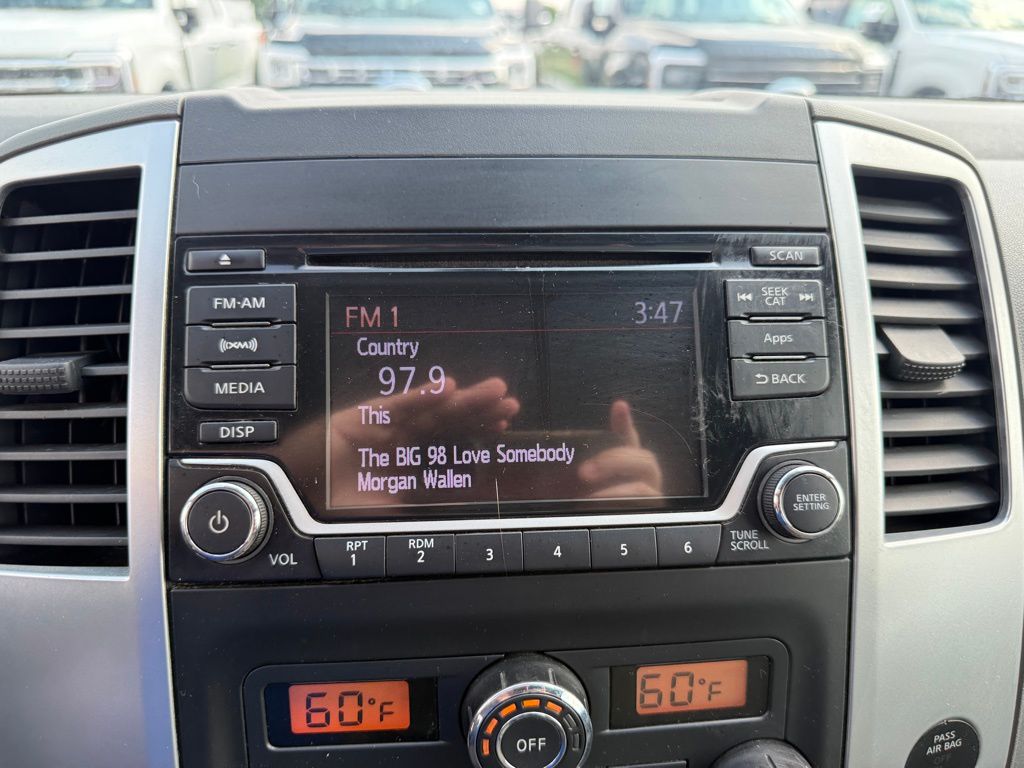 SCAN
FM·AM
SEEK
CAT
((XM))
Apps
MEDIA
BACK
DISP
FM 1
3:47
Country
97.9
This
The BIG 98 Love Somebody
Morgan Wallen
ENTER
SETTING
VOL
RPT
1
RDM
2
3
4
5
6
TUNE
SCROLL
60°F
60°F
OFF
PASS
AIR BAG
OFF